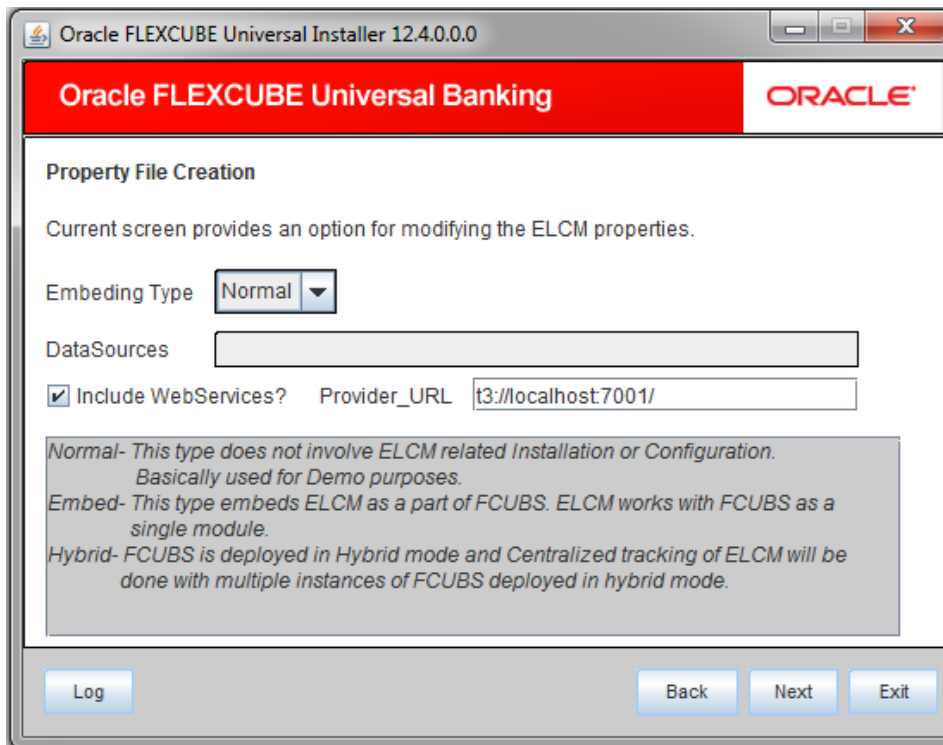 Oracle FLEXCUBE Universal Installer 12.4.0.0.0
Oracle FLEXCUBE Universal Banking
ORACLE
Property File Creation
Current screen provides an option for modifying the ELCM properties.
Embeding Type Normal
DataSources
Include WebServices? Provider_URL t3://localhost:7001/
Normal- This type does not involve ELCM related Installation or Configuration.
Basically used for Demo purposes.
Embed- This type embeds ELCM as a part of FCUBS. ELCM works with FCUBS as a
single module.
Hybrid- FCUBS is deployed in Hybrid mode and Centralized tracking of ELCM will be
done with multiple instances of FCUBS deployed in hybrid mode.
Log Back Next Exit